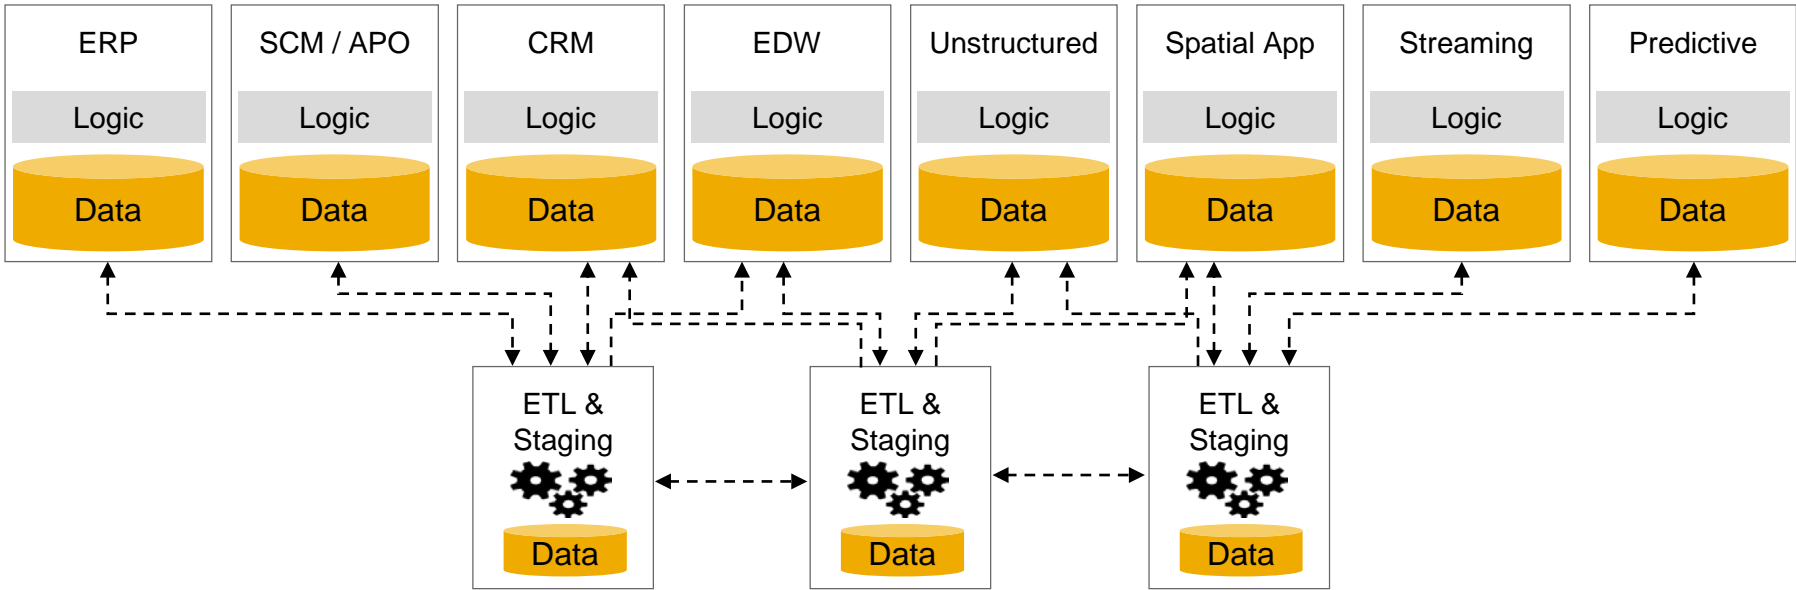 ERP
SCM / APO
CRM
EDW
Unstructured
Spatial App
Streaming
Predictive
Logic
Logic
Logic
Logic
Logic
Logic
Logic
Logic
Data
Data
Data
Data
Data
Data
Data
Data
ETL &
Staging
Data
ETL &
Staging
Data
ETL &
Staging
Data